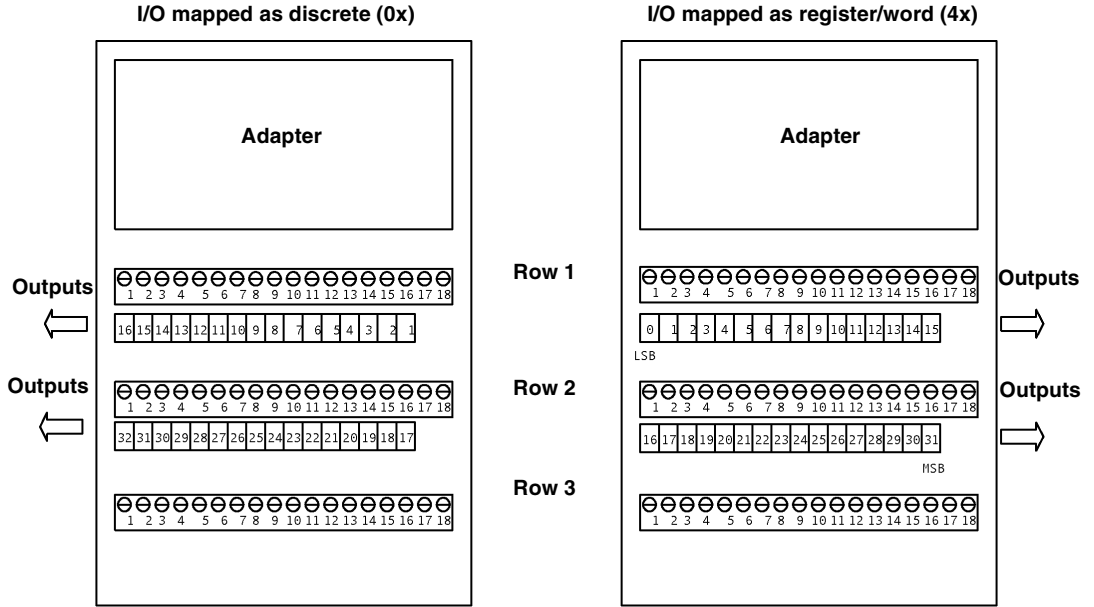 I/O mapped as discrete (0x) I/O mapped as register/word (4x)
Adapter Adapter
Row 1
Outputs Outputs
1 2 3 4 5 6 7 8 9 10 11 12 13 14 15 16 17 18 1 2 3 4 5 6 7 8 9 10 11 12 13 14 15 16 17 18
16 15 14 13 12 11 10 9 8 7 6 5 4 3 2 1 0 1 2 3 4 5 6 7 8 9 10 11 12 13 14 15
LSB
Outputs Row 2 Outputs
1 2 3 4 5 6 7 8 9 10 11 12 13 14 15 16 17 18 1 2 3 4 5 6 7 8 9 10 11 12 13 14 15 16 17 18
32 31 30 29 28 27 26 25 24 23 22 21 20 19 18 17 16 17 18 19 20 21 22 23 24 25 26 27 28 29 30 31
MSB
Row 3
1 2 3 4 5 6 7 8 9 10 11 12 13 14 15 16 17 18 1 2 3 4 5 6 7 8 9 10 11 12 13 14 15 16 17 18